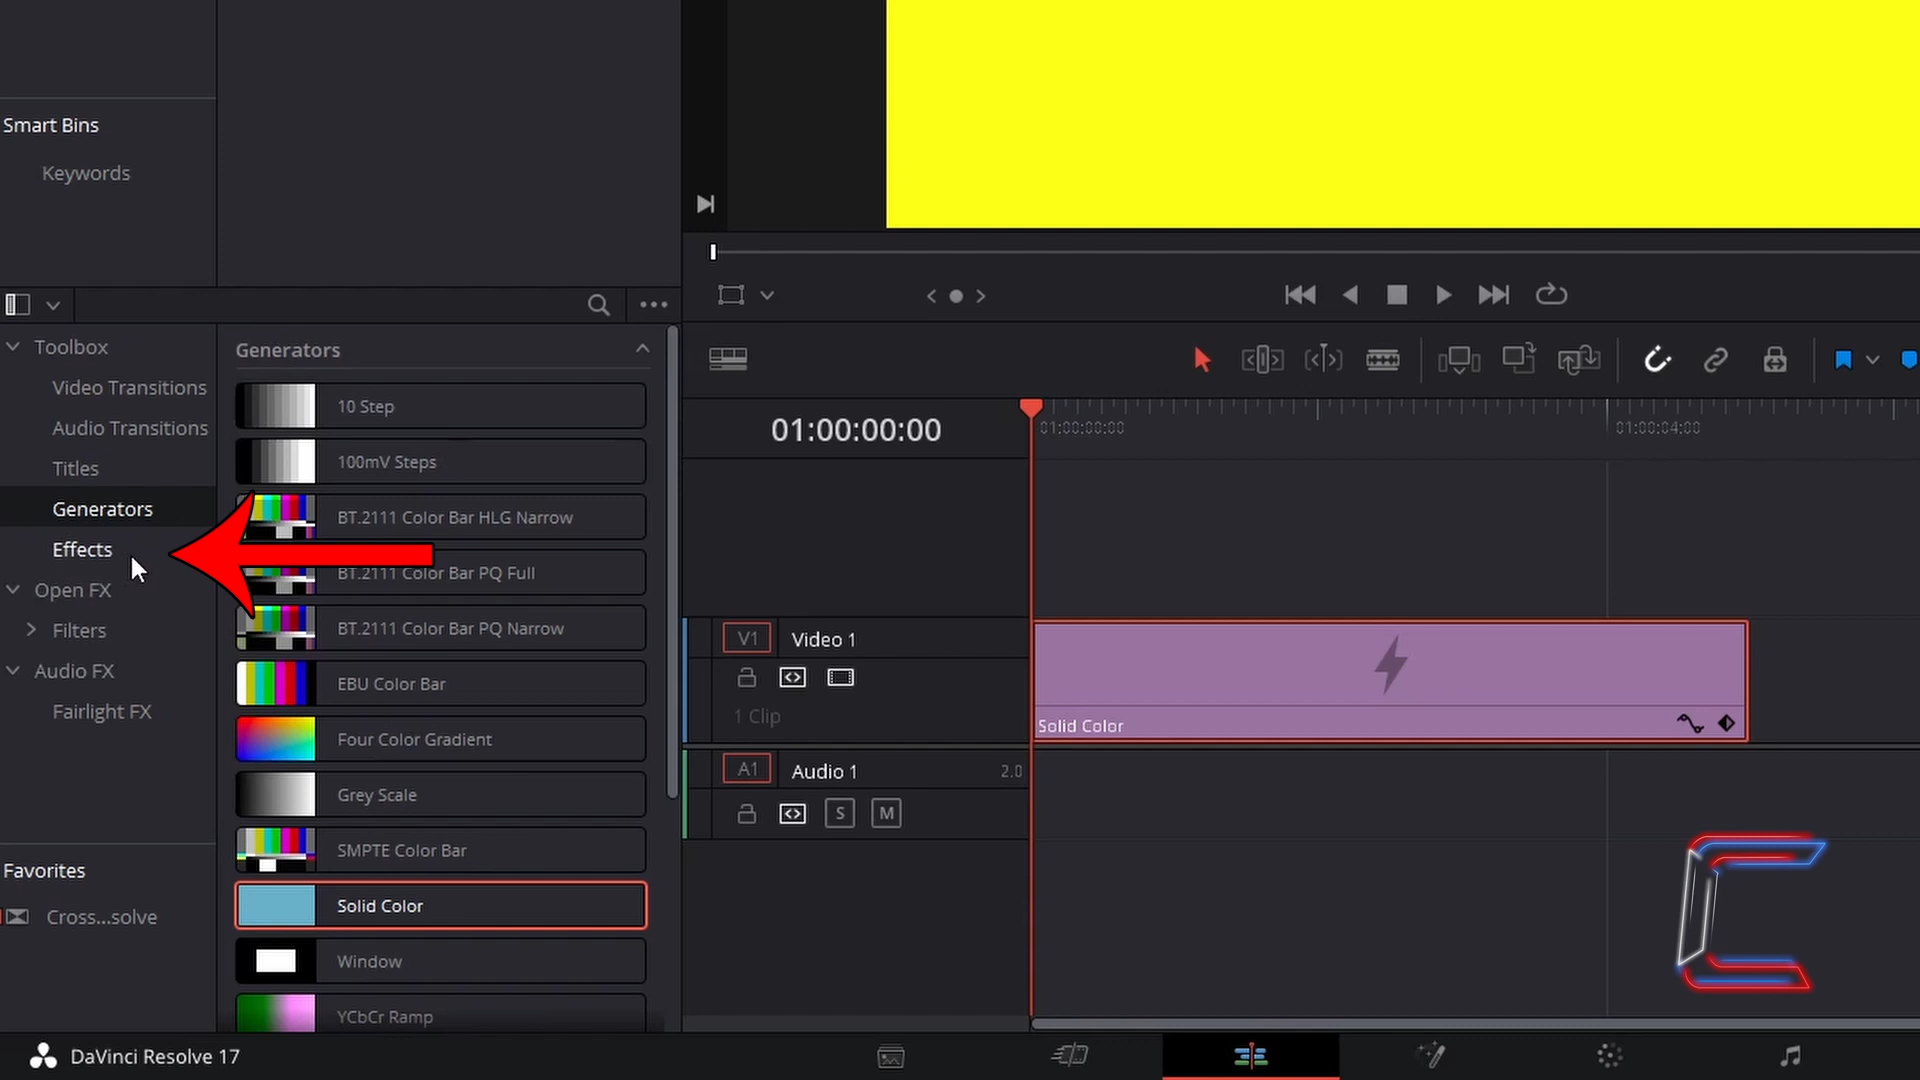 Smart Bins
Keywords
Toolbox
Video Transitions
Audio Transitions
Titles
Generators
Effects
Open FX
Filters
Audio FX
Fairlight FX
Favorites
Cross...solve
Generators
10 Step
100mV Steps
BT.2111 Color Bar HLG Narrow
BT.2111 Color Bar PQ Full
BT.2111 Color Bar PQ Narrow
EBU Color Bar
Four Color Gradient
Grey Scale
SMPTE Color Bar
Solid Color
Window
YCbCr Ramp
01:00:00:00
01:00:00:00
01:00:04:00
V1 Video 1
1 Clip
Solid Color
A1 Audio 1 2.0
S M
DaVinci Resolve 17